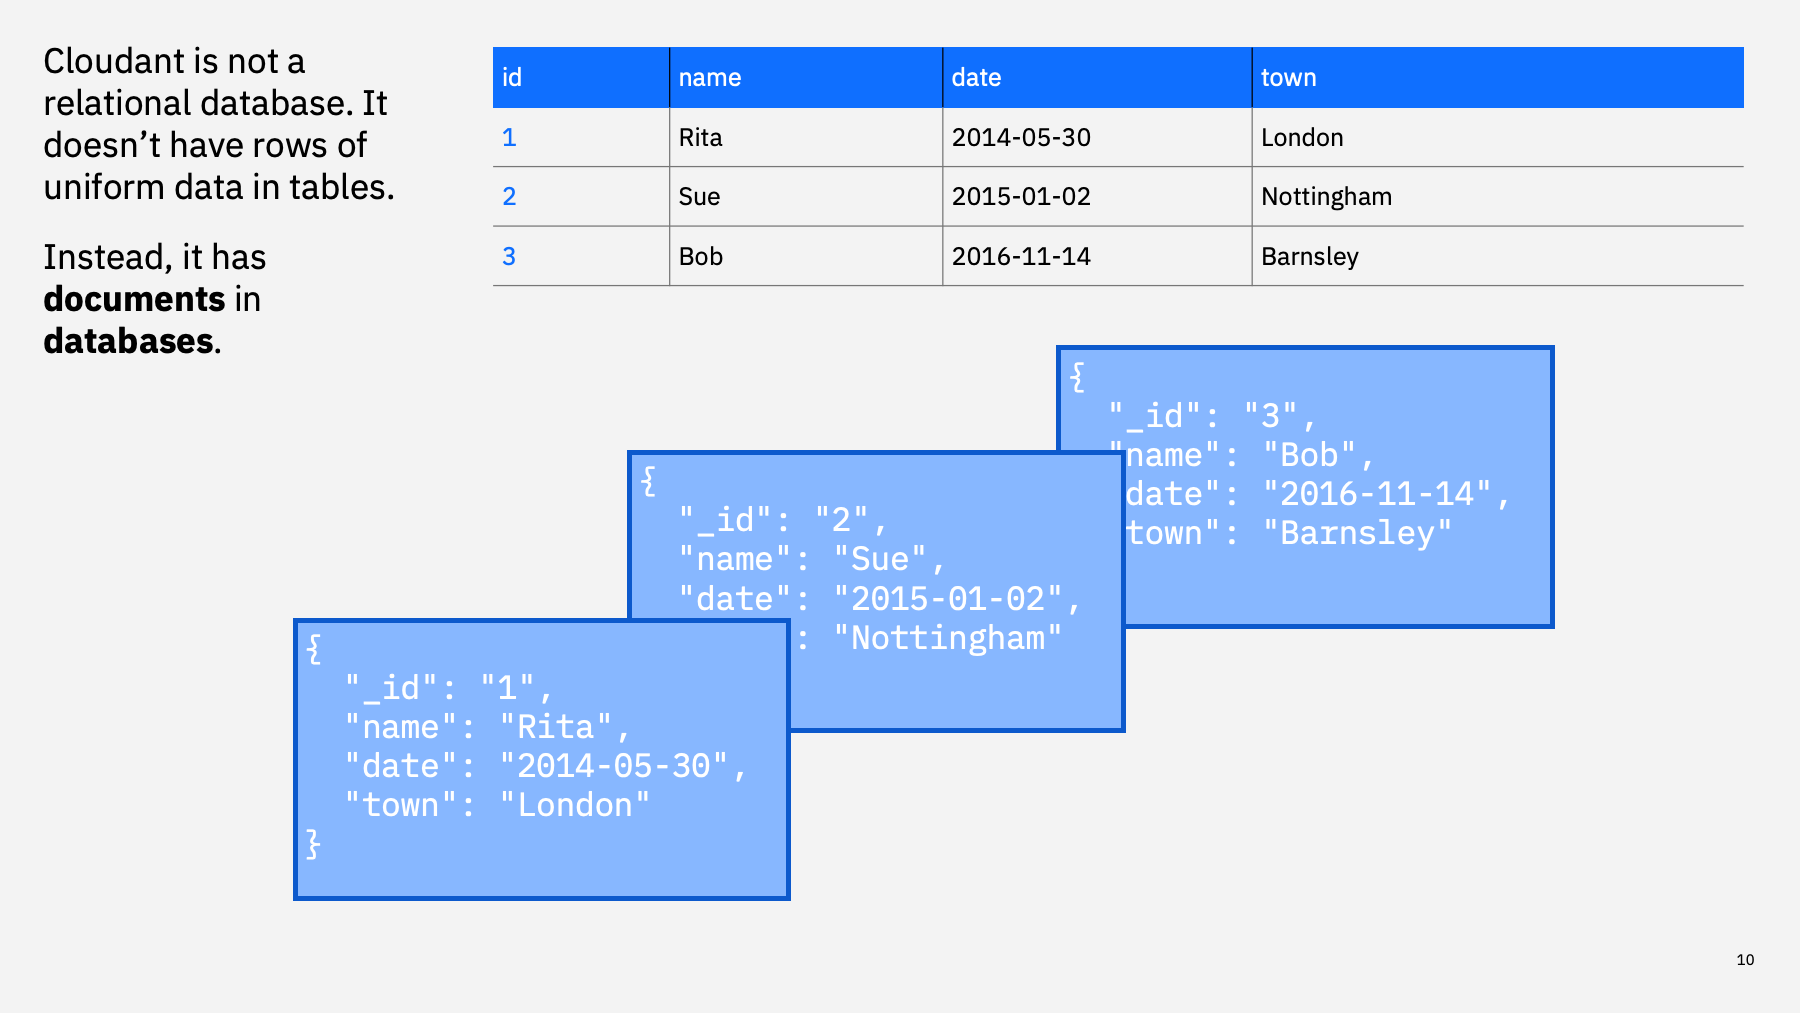 Cloudant is not a
relational database. It
doesn’t have rows of
uniform data in tables.
Instead, it has
documents in
databases.
id name date town
1 Rita 2014-05-30 London
2 Sue 2015-01-02 Nottingham
3 Bob 2016-11-14 Barnsley
{
"_id": "3",
"name": "Bob",
date": "2016-11-14",
town": "Barnsley"
{
"_id": "2",
"name": "Sue",
"date": "2015-01-02",
: "Nottingham"
{
"_id": "1",
"name": "Rita",
"date": "2014-05-30",
"town": "London"
}
10